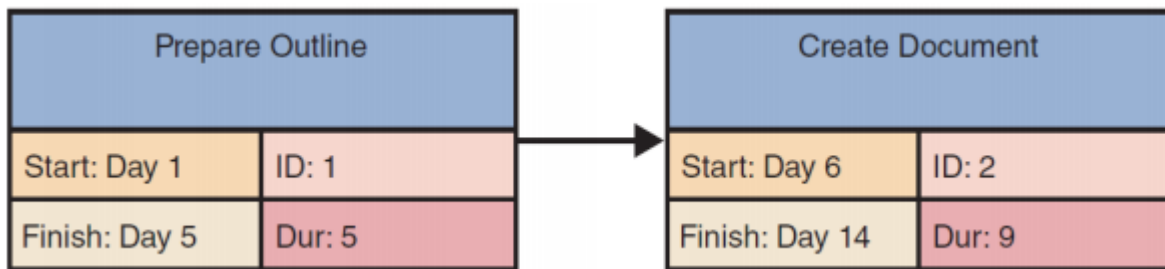 Prepare Outline
Start: Day 1
ID: 1
Finish: Day 5
Dur: 5
Create Document
Start: Day 6
ID: 2
Finish: Day 14
Dur: 9